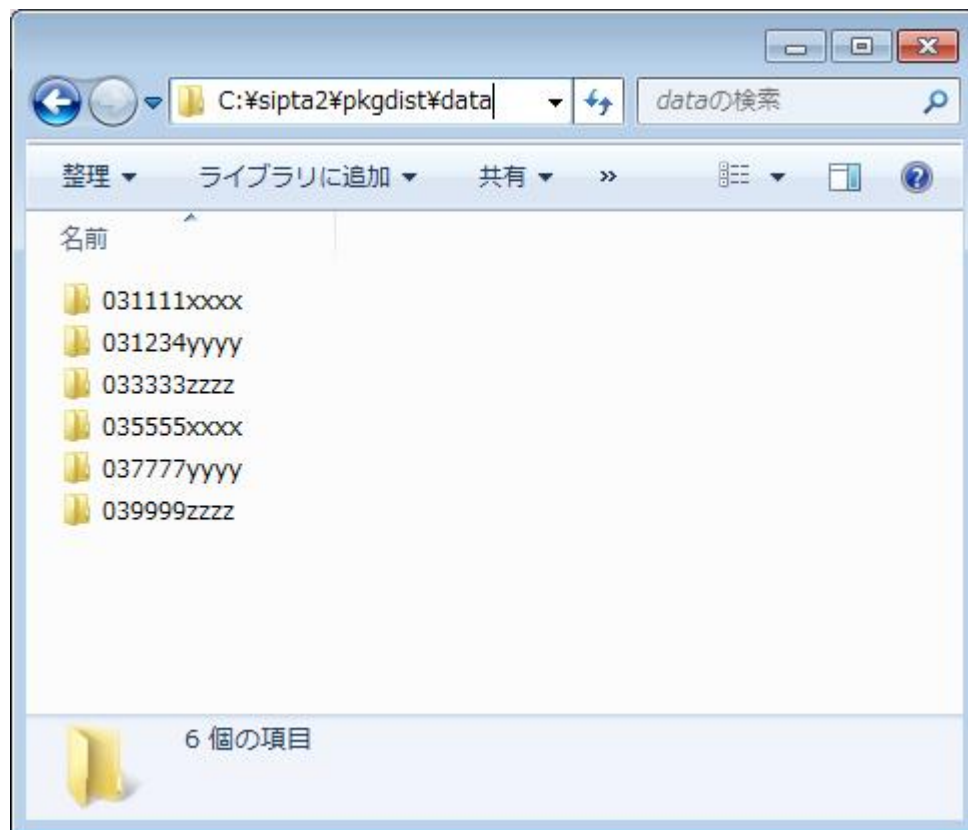 C:¥sipta2¥pkgdist¥data
dataの検索
整理
ライブラリに追加
共有
»
名前
031111xxxx
031234yyyy
033333zzzz
035555xxxx
037777yyyy
039999zzzz
6 個の項目